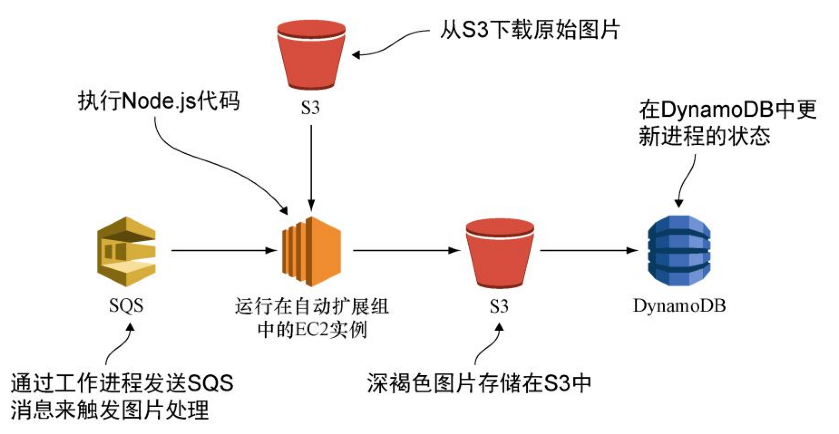 从S3下载原始图片
S3
执行Node.js代码
在DynamoDB中更
新进程的状态
SQS
运行在自动扩展组
中的EC2实例
S3
DynamoDB
通过工作进程发送SQS
消息来触发图片处理
深褐色图片存储在S3中